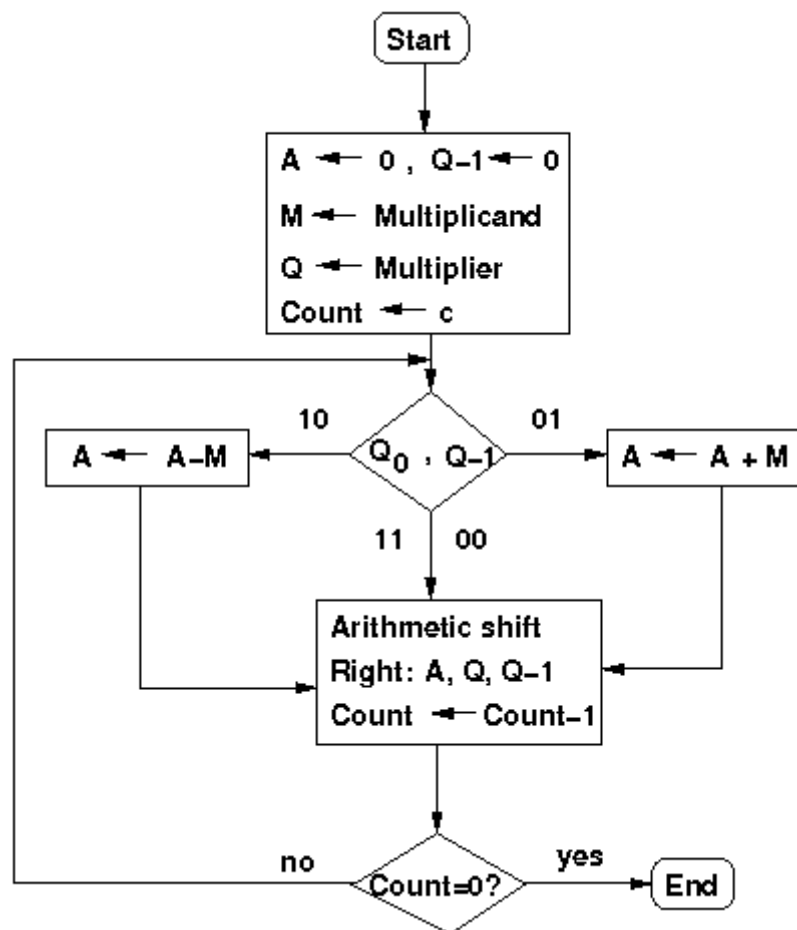 Start
A ← 0 , Q-1 ← 0
M ← Multiplicand
Q ← Multiplier
Count ← c
10
01
A ← A-M
Q0 , Q-1
A ← A + M
11 00
Arithmetic shift
Right: A, Q, Q-1
Count ← Count-1
no
yes
Count=0?
End